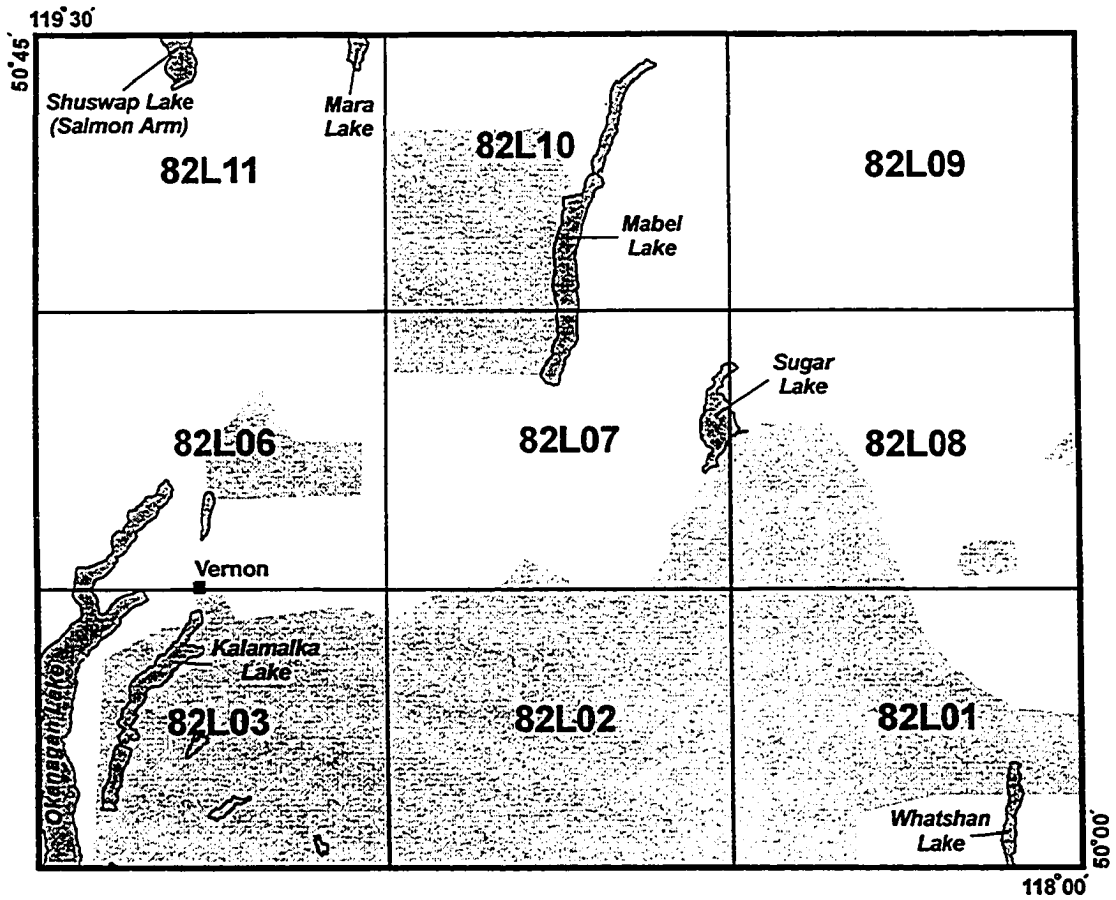 119°30'
50°45'
Shuswap Lake
(Salmon Arm)
Mara
Lake
82L11
82L10
82L09
Mabel
Lake
Sugar
Lake
82L06
82L07
82L08
Vernon
Kalamalka
Lake
Okanagan Lake
82L03
82L02
82L01
Whatshan
Lake
50°00'
118°00'